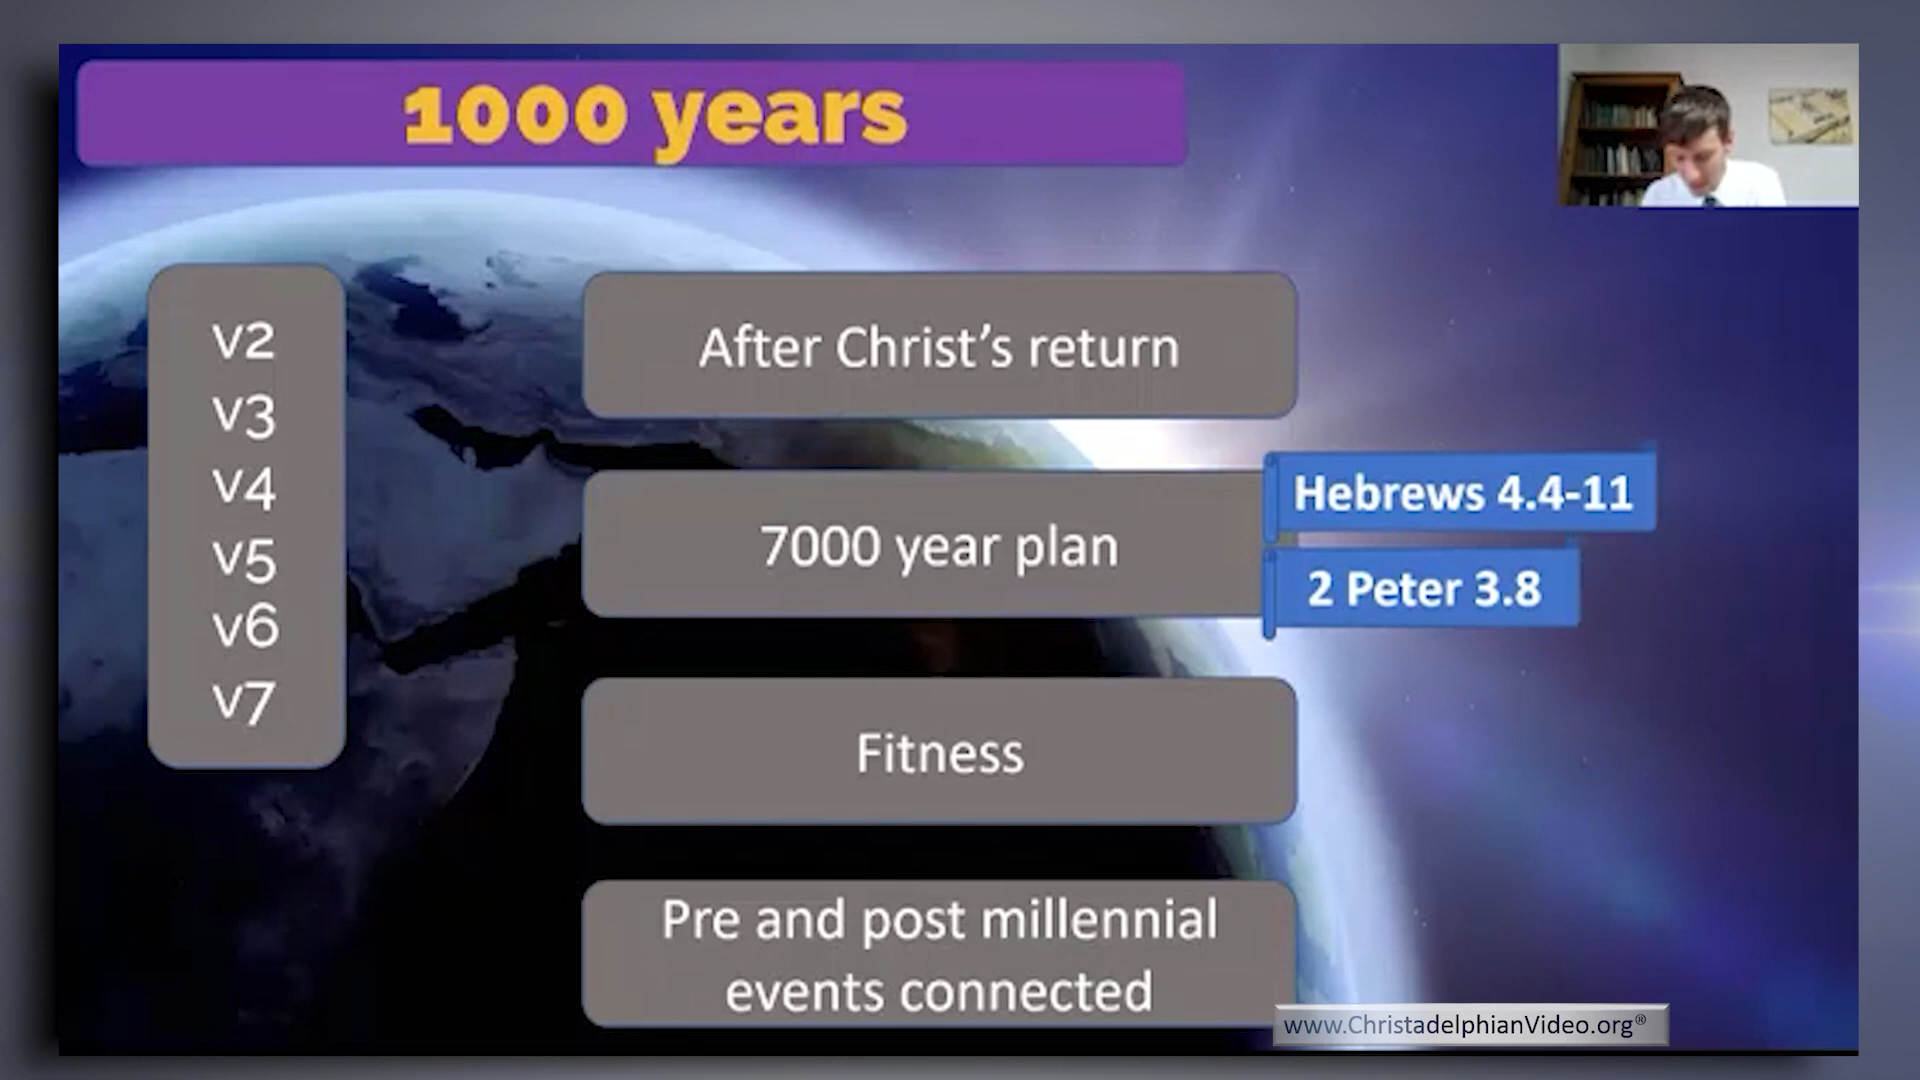 1000 years
v2
v3
v4
v5
v6
v7
After Christ's return
7000 year plan
Hebrews 4.4-11
2 Peter 3.8
Fitness
Pre and post millennial
events connected
www.ChristadelphianVideo.org®